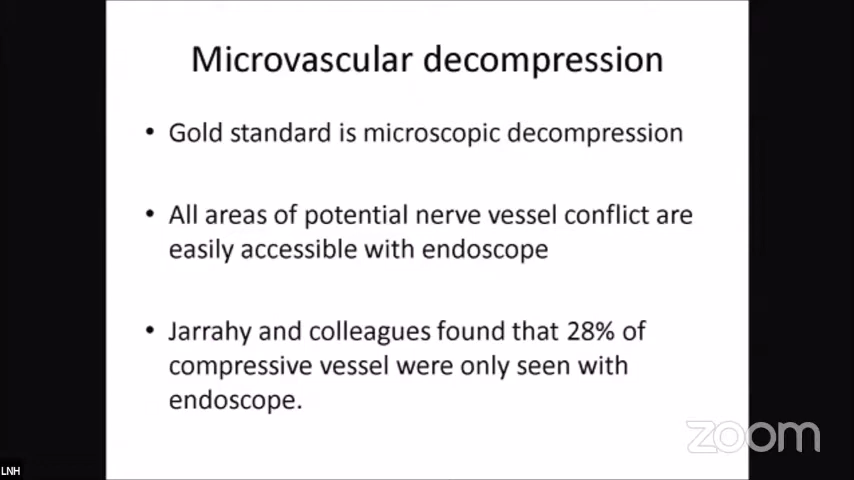 Microvascular decompression
• Gold standard is microscopic decompression
• All areas of potential nerve vessel conflict are
easily accessible with endoscope
• Jarrahy and colleagues found that 28% of
compressive vessel were only seen with
endoscope.
zoom
LNH